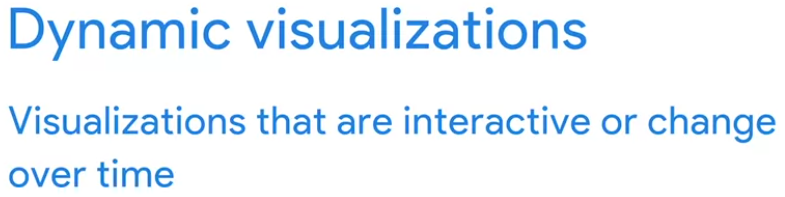 Dynamic visualizations
Visualizations that are interactive or change
over time